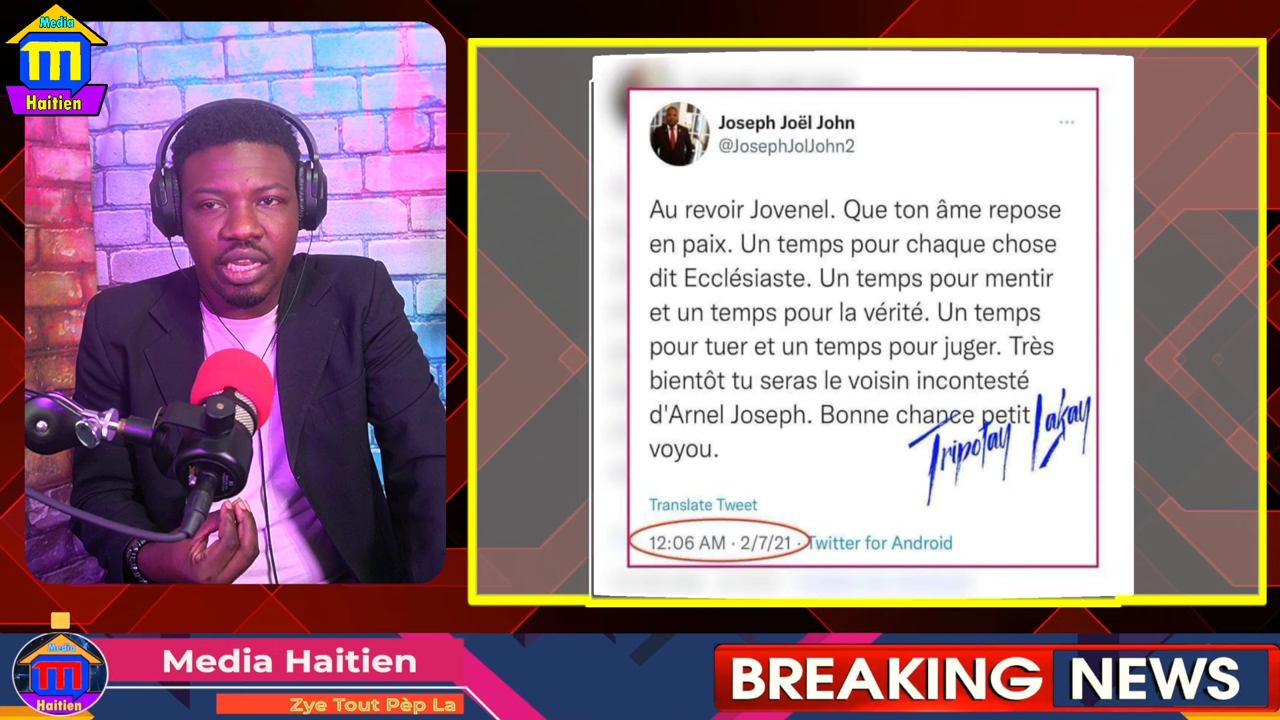 Media
Haitien
Joseph Joël John
@JosephJolJohn2
Au revoir Jovenel. Que ton âme repose
en paix. Un temps pour chaque chose
dit Ecclésiaste. Un temps pour mentir
et un temps pour la vérité. Un temps
pour tuer et un temps pour juger. Très
bientôt tu seras le voisin incontesté
d'Arnel Joseph. Bonne chance petit
voyou.
Tripotay Lakay
Translate Tweet
12:06 AM · 2/7/21 · Twitter for Android
Media
Haitien
Media Haitien
Zye Tout Pèp La
BREAKING NEWS